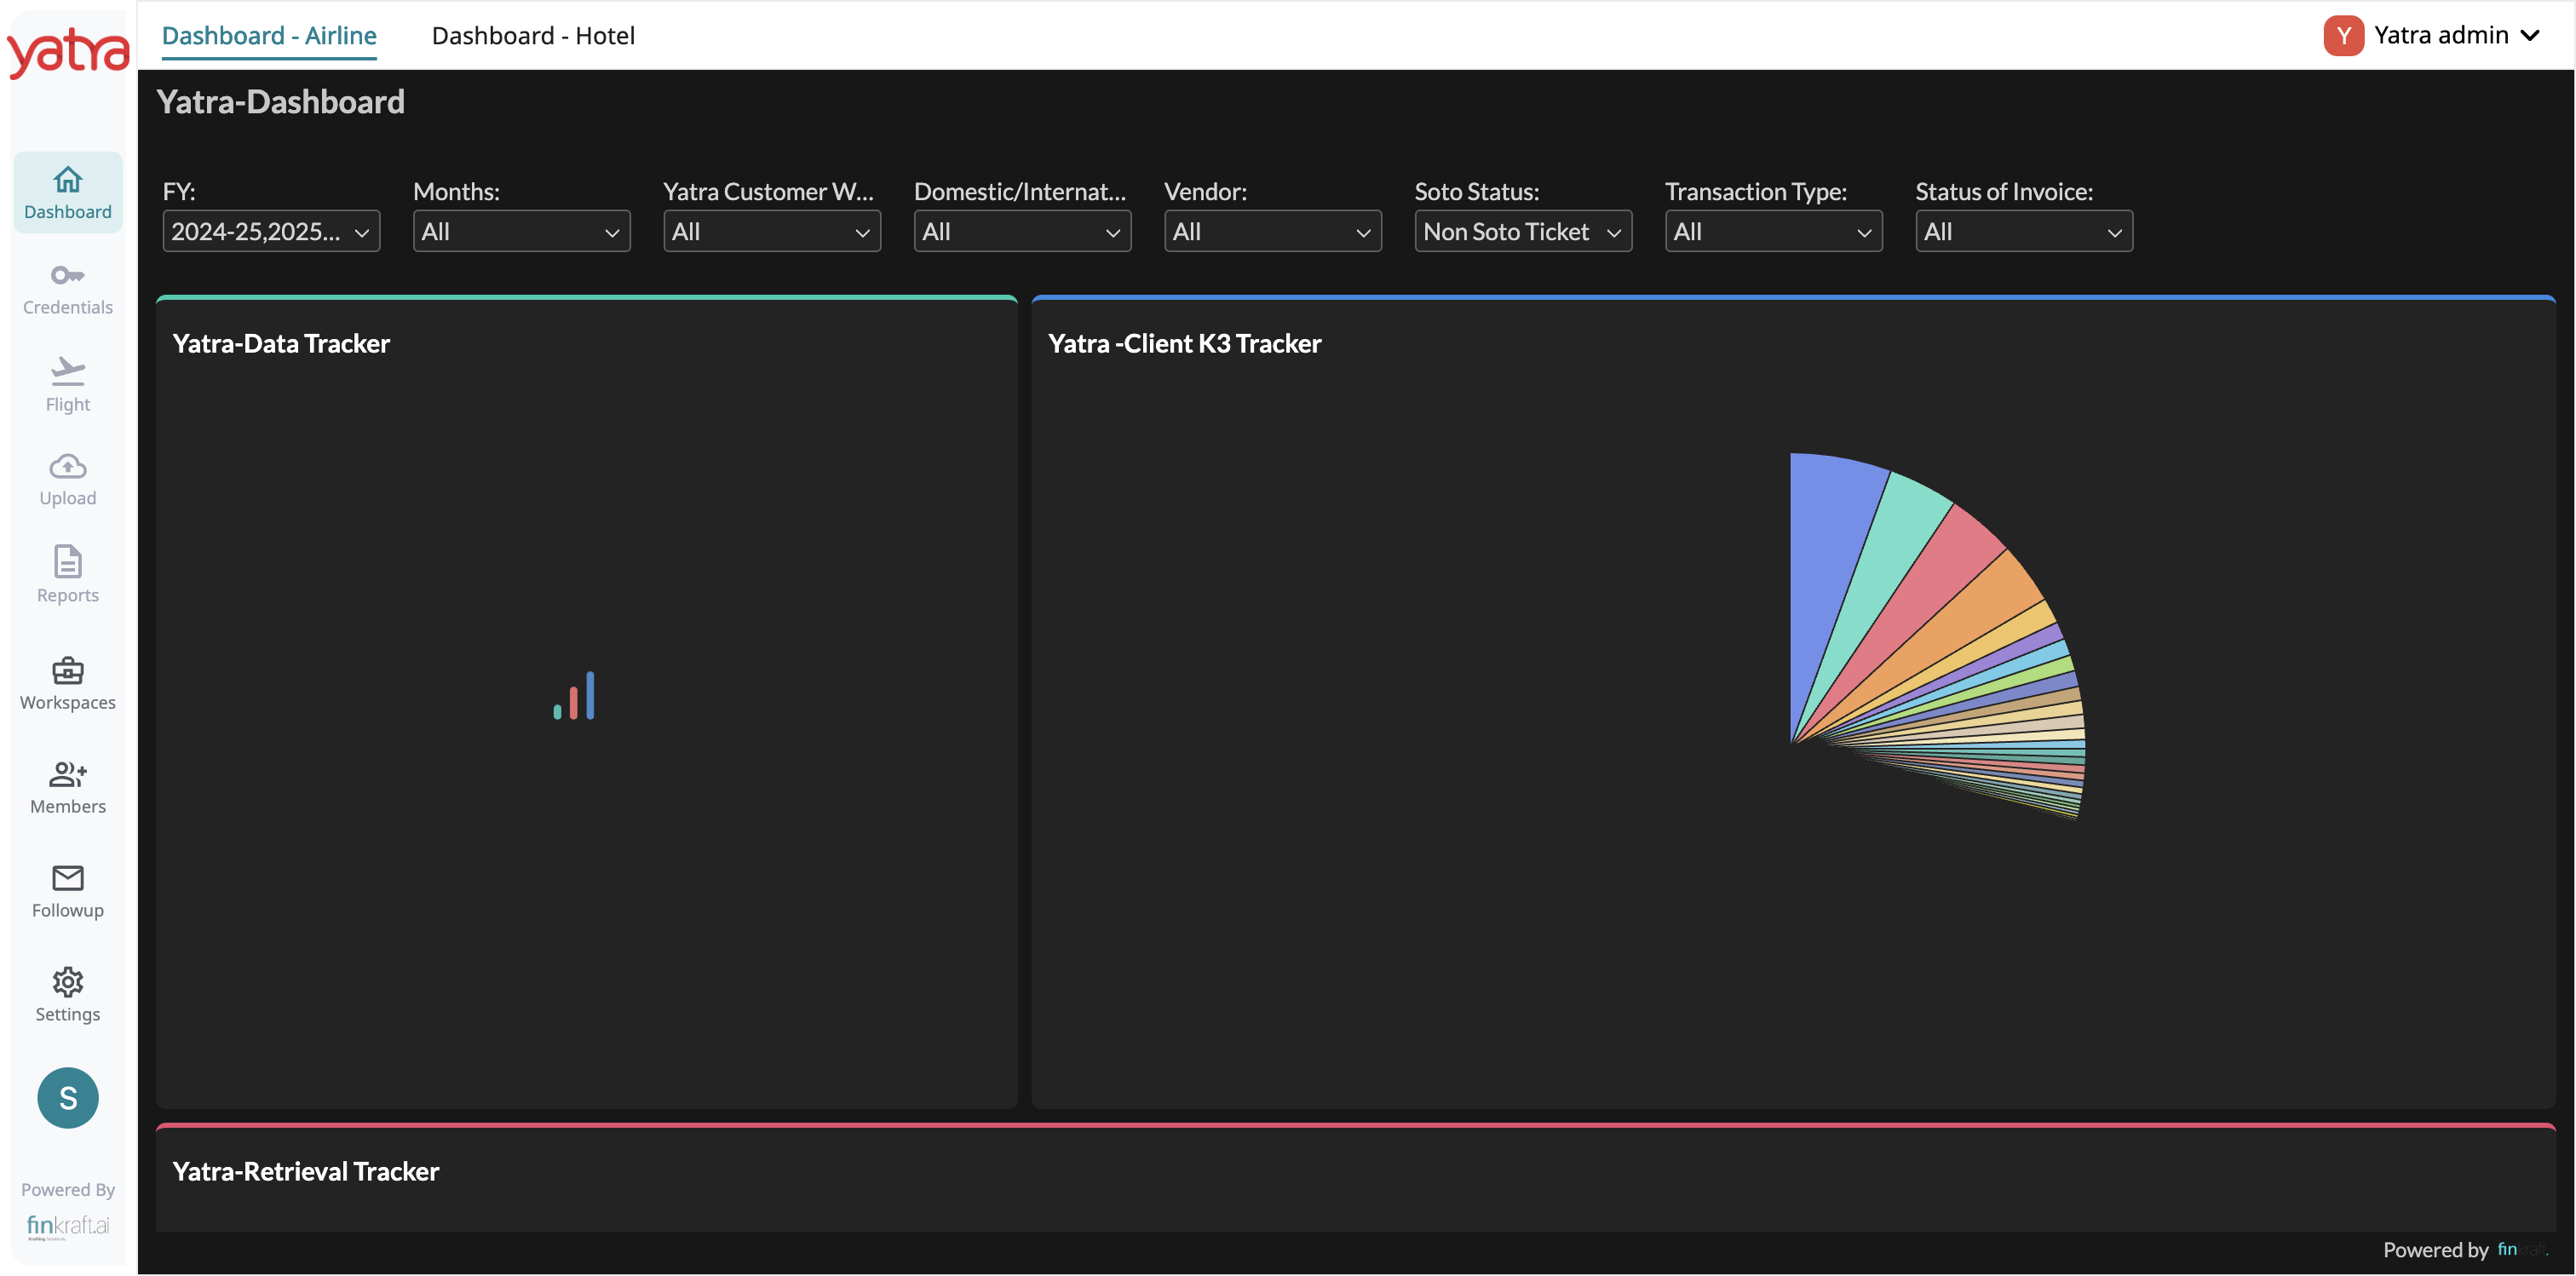 yatra
Dashboard - Airline
Dashboard - Hotel
Y
Yatra admin
Yatra-Dashboard
Dashboard
Credentials
Flight
Upload
Reports
Workspaces
Members
Followup
Settings
S
Powered By
finkraft.ai
FY:
2024-25,2025...
Months:
All
Yatra Customer W...
All
Domestic/Internat...
All
Vendor:
All
Soto Status:
Non Soto Ticket
Transaction Type:
All
Status of Invoice:
All
Yatra-Data Tracker
Yatra -Client K3 Tracker
Yatra-Retrieval Tracker
Powered by finkraft.